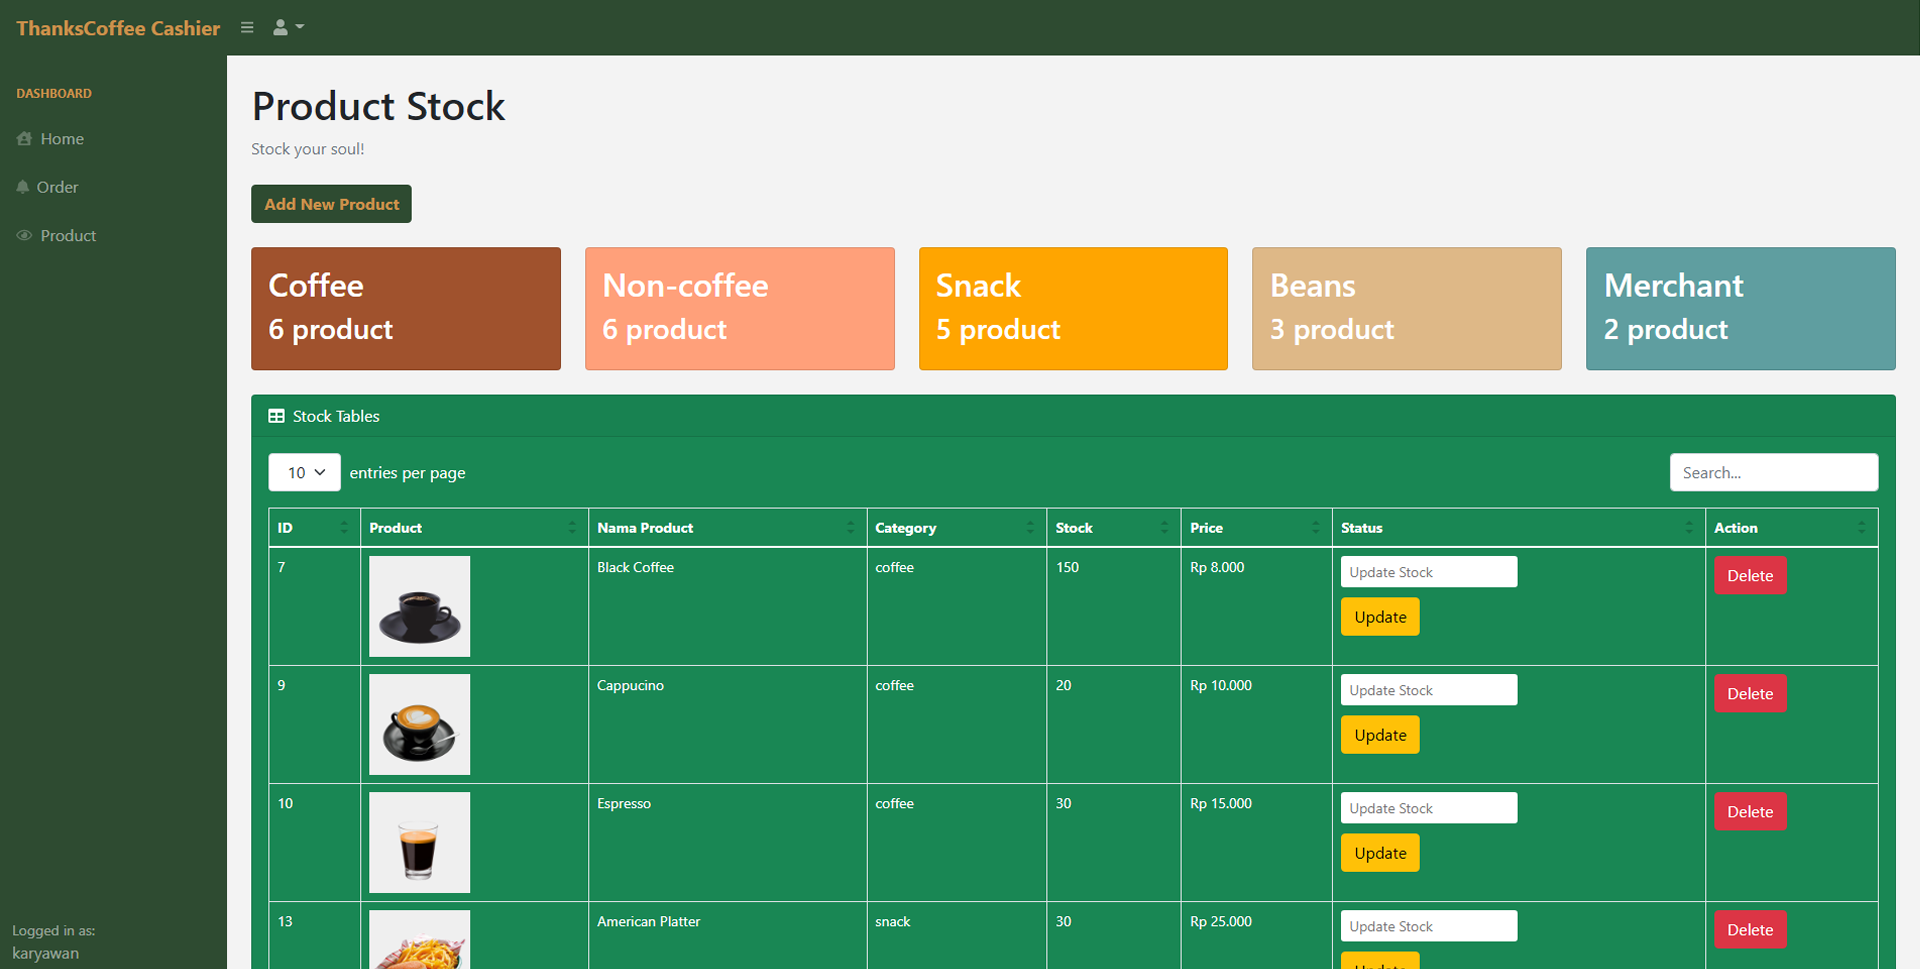 ThanksCoffee Cashier
DASHBOARD
Home
Order
Product
Logged in as:
karyawan
Product Stock
Stock your soul!
Add New Product
Coffee
6 product
Non-coffee
6 product
Snack
5 product
Beans
3 product
Merchant
2 product
Stock Tables
10 entries per page
Search...
ID Product Nama Product Category Stock Price Status Action
7 Black Coffee coffee 150 Rp 8.000 Update Stock Delete
Update
9 Cappucino coffee 20 Rp 10.000 Update Stock Delete
Update
10 Espresso coffee 30 Rp 15.000 Update Stock Delete
Update
13 American Platter snack 30 Rp 25.000 Update Stock Delete
Update